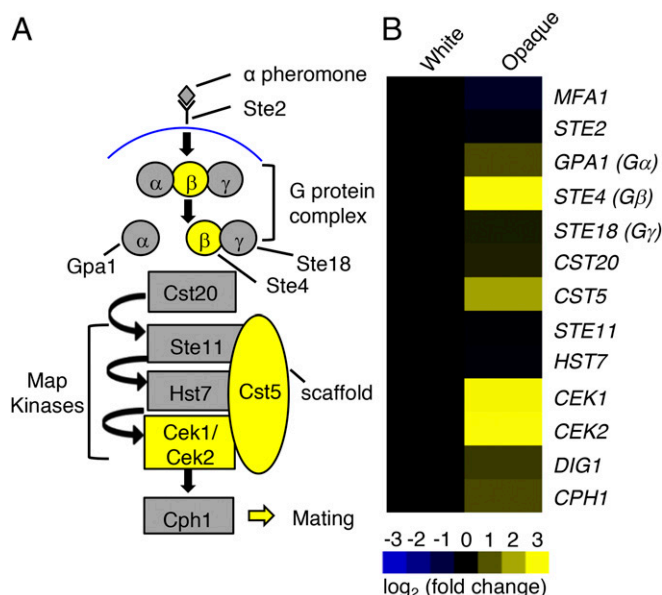 A
α pheromone
Ste2
α β γ
G protein
complex
α
β γ
Gpa1
Ste18
Ste4
Cst20
Ste11
Map
Kinases
Hst7
Cst5
scaffold
Cek1/
Cek2
Cph1
Mating
B
White
Opaque
MFA1
STE2
GPA1 (Gα)
STE4 (Gβ)
STE18 (Gγ)
CST20
CST5
STE11
HST7
CEK1
CEK2
DIG1
CPH1
-3 -2 -1 0 1 2 3
log2 (fold change)